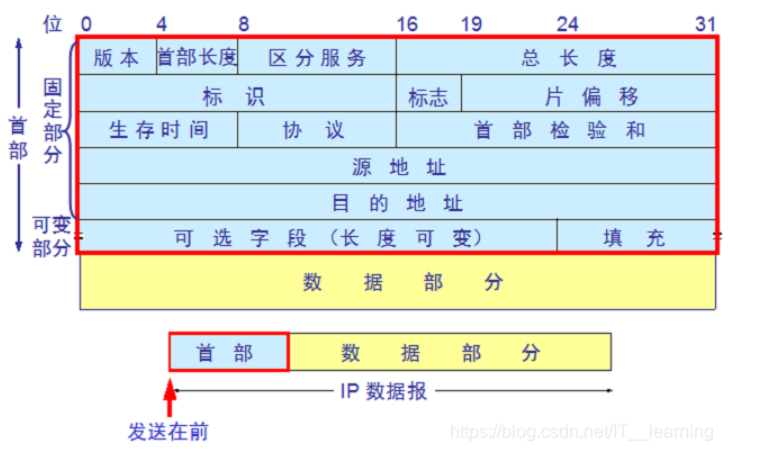 位 0 4 8 16 19 24 31
版本 首部长度 区分服务 总长度
标识 标志 片偏移
生存时间 协议 首部检验和
源地址
目的地址
可选字段（长度可变） 填充
数据部分
首部
固定部分
可变部分
首部 数据部分
IP 数据报
发送在前
https://blog.csdn.net/IT__learning